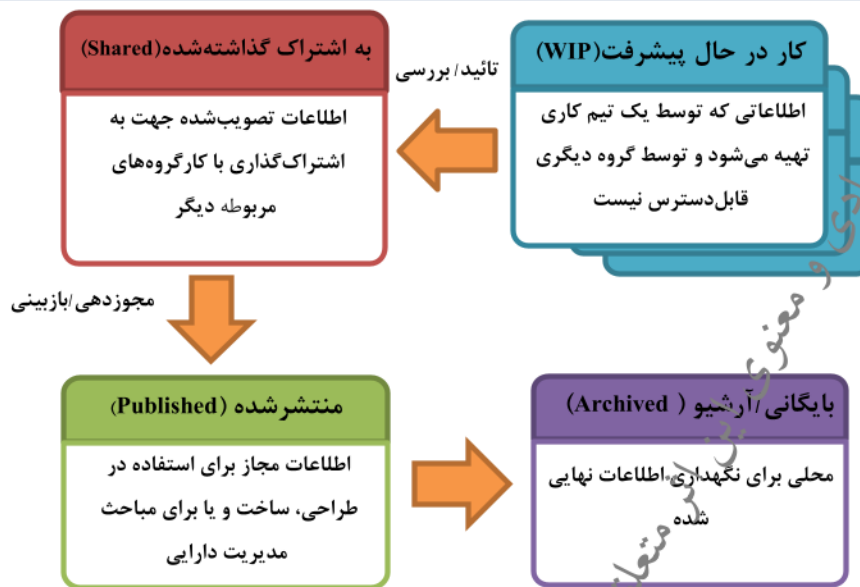 کار در حال پیشرفت(WIP)
اطلاعاتی که توسط یک تیم کاری
تهیه می‌شود و توسط گروه دیگری
قابل‌دسترس نیست
تائید/ بررسی
به اشتراک گذاشته‌شده(Shared)
اطلاعات تصویب‌شده جهت به
اشتراک‌گذاری با کارگروه‌های
مربوطه دیگر
مجوزدهی/بازبینی
منتشرشده (Published)
اطلاعات مجاز برای استفاده در
طراحی، ساخت و یا برای مباحث
مدیریت دارایی
بایگانی/آرشیو ( Archived)
محلی برای نگهداری اطلاعات نهایی
شده
و معنوی این اثر